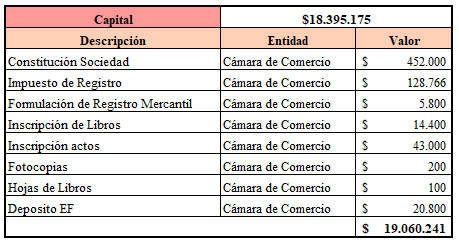 Capital $18.395.175
Descripción Entidad Valor
Constitución Sociedad Cámara de Comercio $ 452.000
Impuesto de Registro Cámara de Comercio $ 128.766
Formulación de Registro Mercantil Cámara de Comercio $ 5.800
Inscripción de Libros Cámara de Comercio $ 14.400
Inscripción actos Cámara de Comercio $ 43.000
Fotocopias Cámara de Comercio $ 200
Hojas de Libros Cámara de Comercio $ 100
Deposito EF Cámara de Comercio $ 20.800
$ 19.060.241